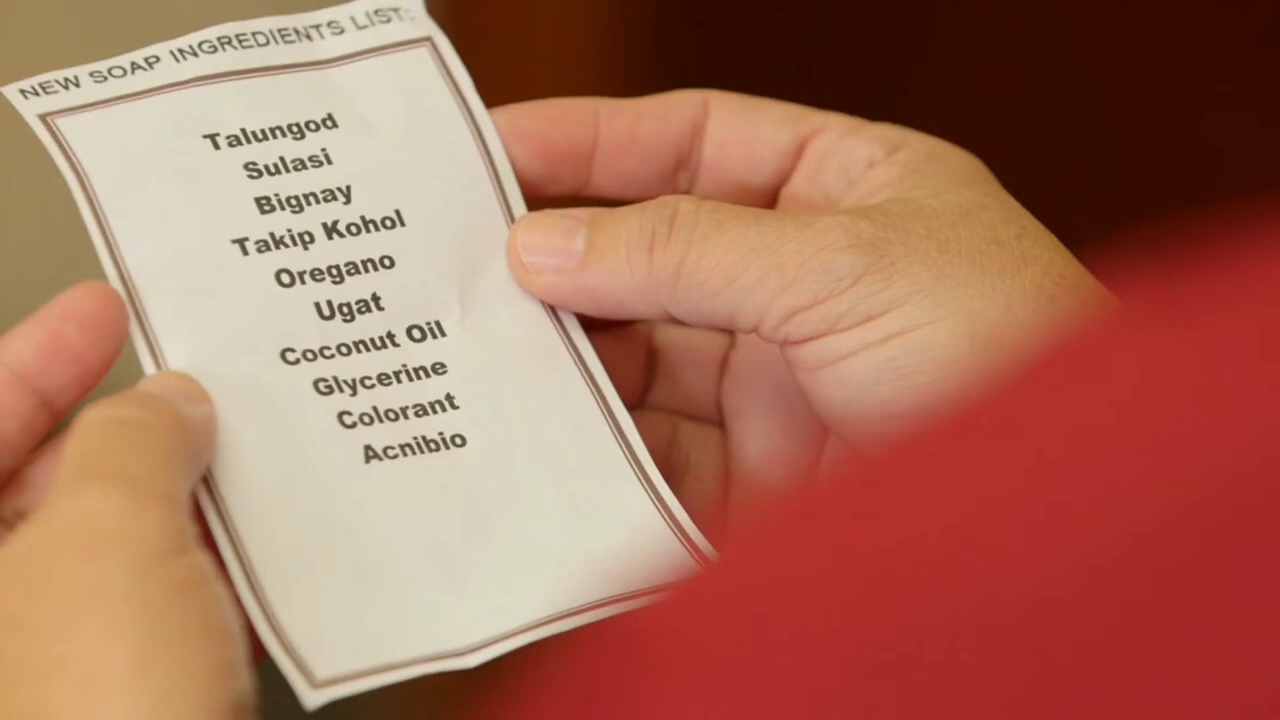 NEW SOAP INGREDIENTS LIST:
Talungod
Sulasi
Bignay
Takip Kohol
Oregano
Ugat
Coconut Oil
Glycerine
Colorant
Acnibio